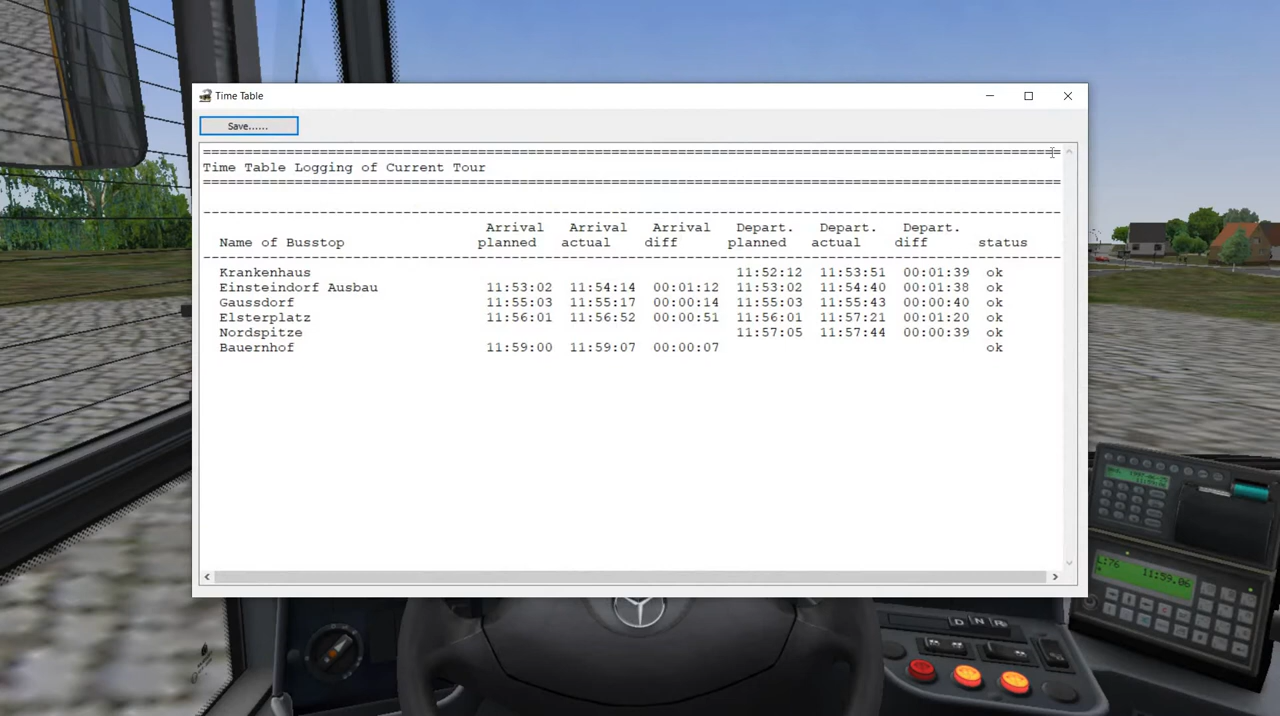 Time Table
Save......
Time Table Logging of Current Tour
Arrival Arrival Arrival Depart. Depart. Depart.
Name of Busstop planned actual diff planned actual diff status
Krankenhaus 11:52:12 11:53:51 00:01:39 ok
Einsteindorf Ausbau 11:53:02 11:54:14 00:01:12 11:53:02 11:54:40 00:01:38 ok
Gaussdorf 11:55:03 11:55:17 00:00:14 11:55:03 11:55:43 00:00:40 ok
Elsterplatz 11:56:01 11:56:52 00:00:51 11:56:01 11:57:21 00:01:20 ok
Nordspitze 11:57:05 11:57:44 00:00:39 ok
Bauernhof 11:59:00 11:59:07 00:00:07 ok
L:76 11:59.06
D N R